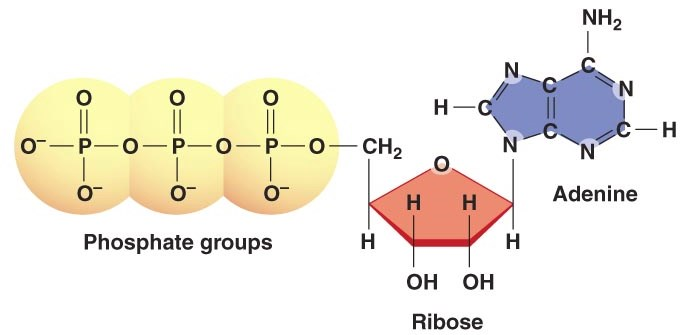 NH₂
N C N
H C C
O O O
O⁻ P O P O P O CH₂ N C N C H
O
O⁻ O⁻ O⁻ Adenine
H H
Phosphate groups H H
OH OH
Ribose